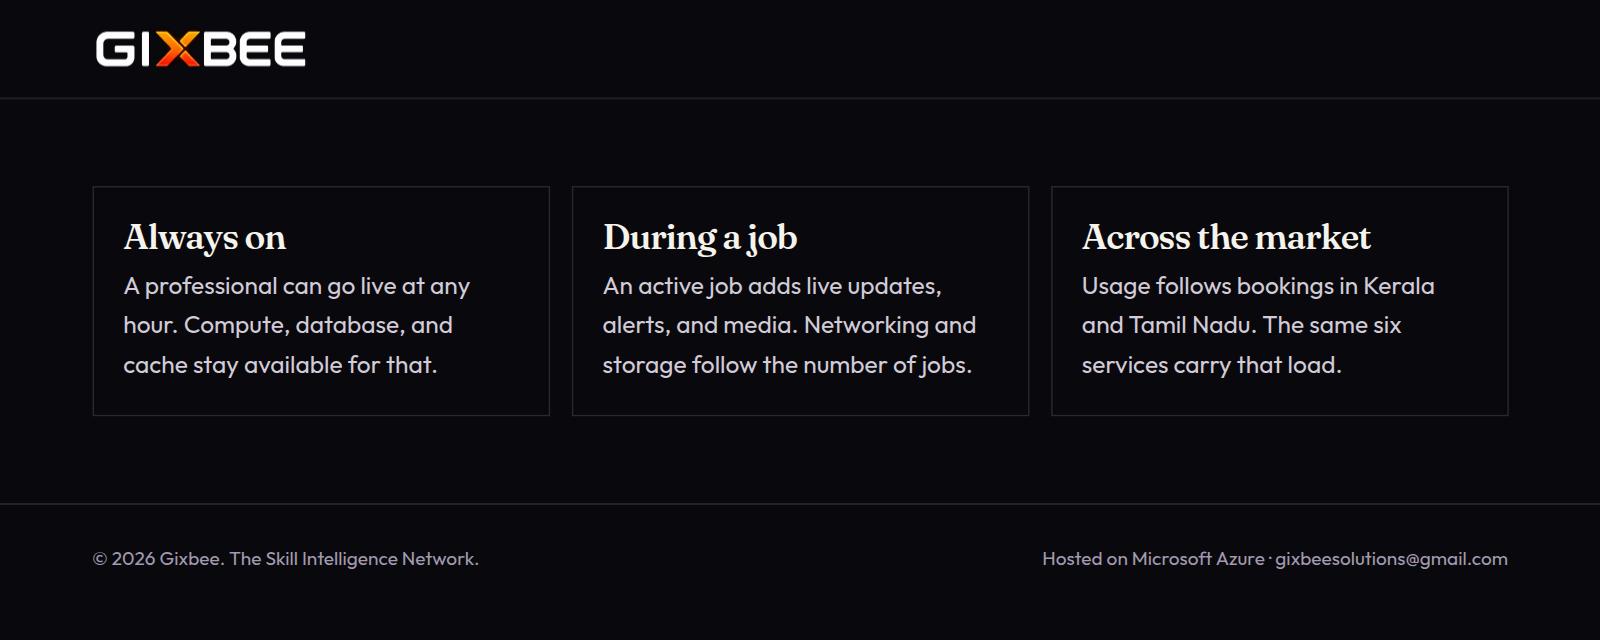 GIXBEE
Always on
A professional can go live at any
hour. Compute, database, and
cache stay available for that.
During a job
An active job adds live updates,
alerts, and media. Networking and
storage follow the number of jobs.
Across the market
Usage follows bookings in Kerala
and Tamil Nadu. The same six
services carry that load.
© 2026 Gixbee. The Skill Intelligence Network.
Hosted on Microsoft Azure · gixbeesolutions@gmail.com